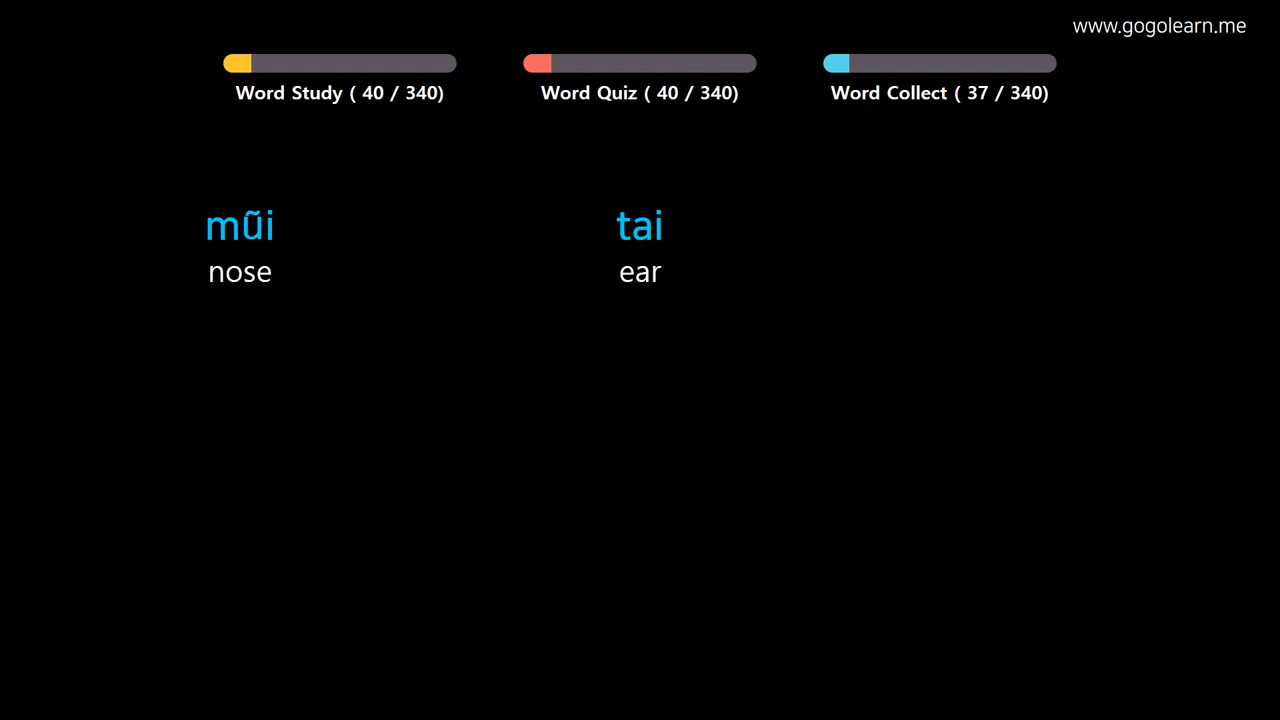 www.gogolearn.me
Word Study ( 40 / 340)
Word Quiz ( 40 / 340)
Word Collect ( 37 / 340)
mũi
tai
nose
ear